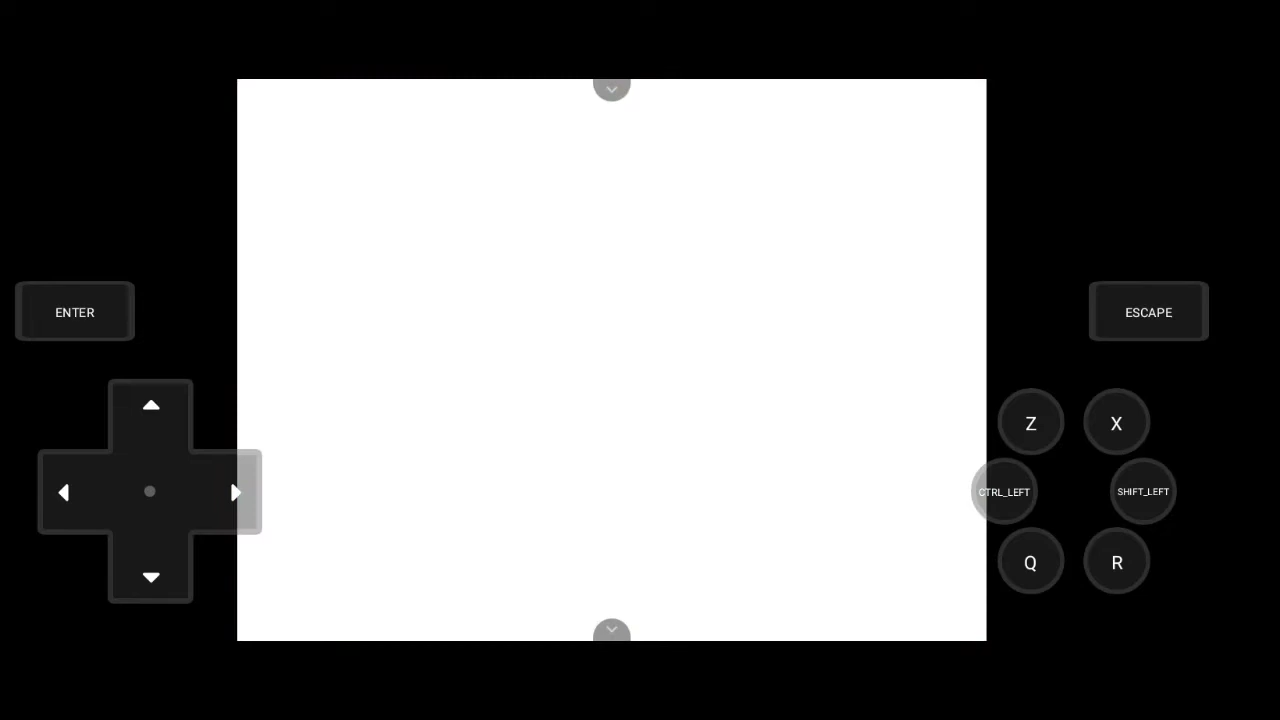 ENTER
ESCAPE
Z
X
CTRL_LEFT
SHIFT_LEFT
Q
R